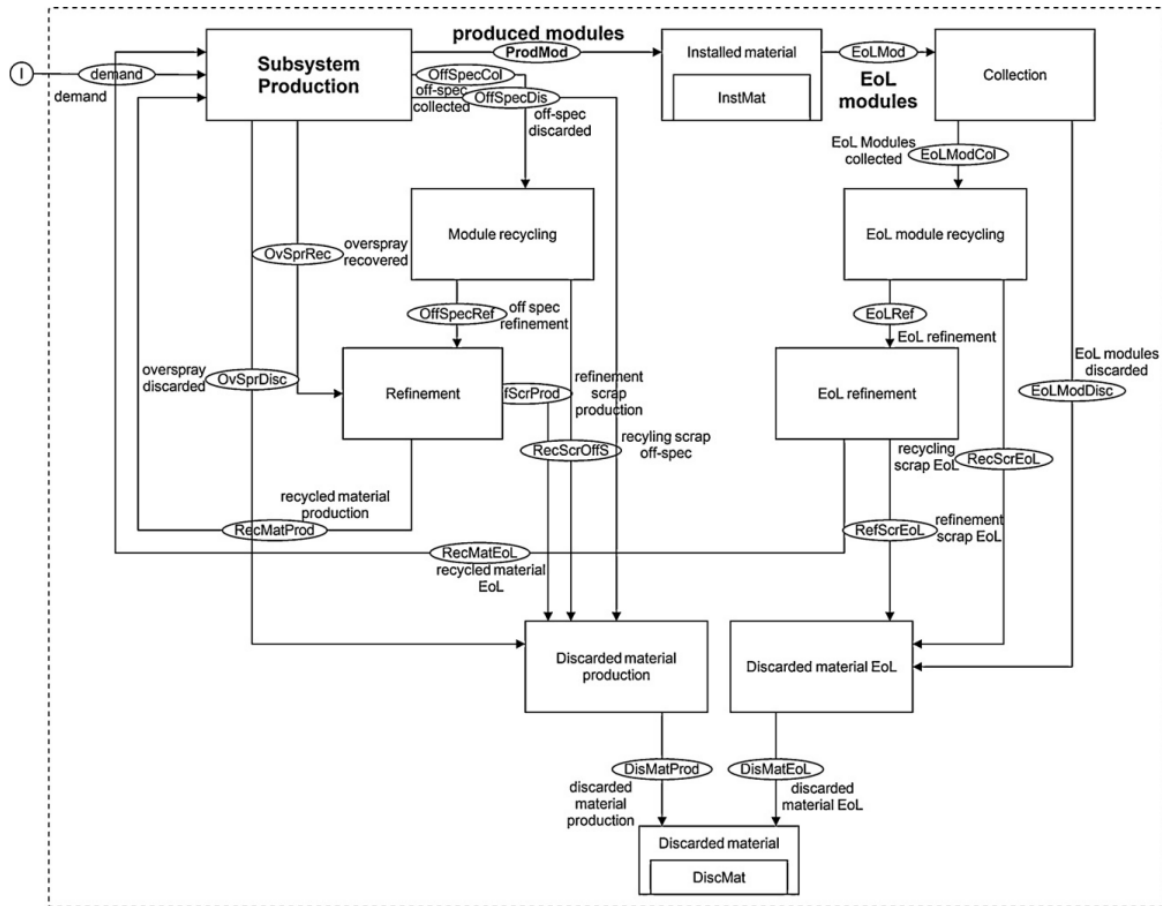 produced modules
ProdMod
Subsystem
Production
Installed material
InstMat
EoLMod
EoL
modules
Collection
I
demand
demand
OffSpecCol
off-spec
collected
OffSpecDis
off-spec
discarded
EoL Modules
collected
EoLModCol
Module recycling
EoL module recycling
OvSprRec
overspray
recovered
OffSpecRef
off spec
refinement
EoLRef
EoL refinement
overspray
discarded
OvSprDisc
Refinement
fScrProd
refinement
scrap
production
EoL refinement
EoL modules
discarded
EoLModDisc
RecScrOffS
recyling scrap
off-spec
recycling
scrap EoL
RecScrEoL
recycled material
production
RecMatProd
RefScrEoL
refinement
scrap EoL
RecMatEoL
recycled material
EoL
Discarded material
production
Discarded material EoL
DisMatProd
discarded
material
production
DisMatEoL
discarded
material EoL
Discarded material
DiscMat